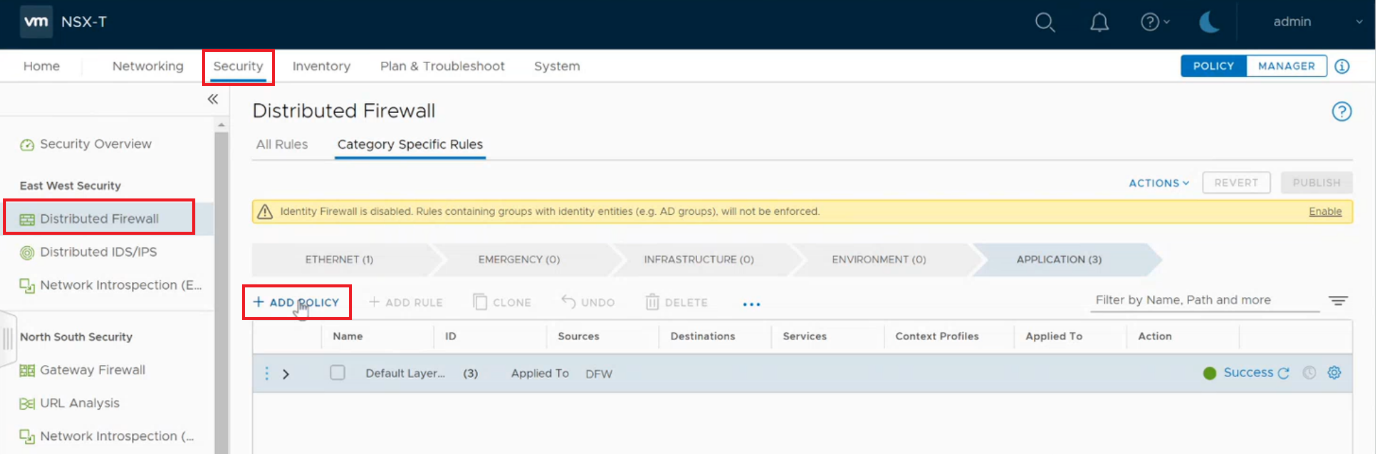 vm NSX-T admin
Home Networking Security Inventory Plan & Troubleshoot System POLICY MANAGER
Security Overview
East West Security
Distributed Firewall
Distributed IDS/IPS
Network Introspection (E...
North South Security
Gateway Firewall
URL Analysis
Network Introspection (...
Distributed Firewall
All Rules Category Specific Rules
ACTIONS REVERT PUBLISH
Identity Firewall is disabled. Rules containing groups with identity entities (e.g. AD groups), will not be enforced. Enable
ETHERNET (1) EMERGENCY (0) INFRASTRUCTURE (0) ENVIRONMENT (0) APPLICATION (3)
+ ADD POLICY + ADD RULE CLONE UNDO DELETE ... Filter by Name, Path and more
Name ID Sources Destinations Services Context Profiles Applied To Action
Default Layer... (3) Applied To DFW Success